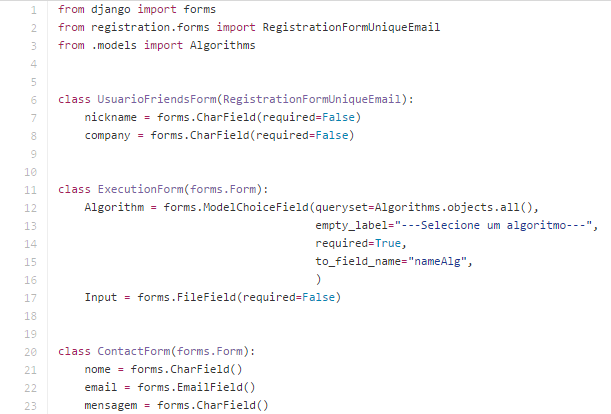 1 from django import forms
2 from registration.forms import RegistrationFormUniqueEmail
3 from .models import Algorithms
4
5
6 class UsuarioFriendsForm(RegistrationFormUniqueEmail):
7     nickname = forms.CharField(required=False)
8     company = forms.CharField(required=False)
9
10
11 class ExecutionForm(forms.Form):
12     Algorithm = forms.ModelChoiceField(queryset=Algorithms.objects.all(),
13                                        empty_label="---Selecione um algoritmo---",
14                                        required=True,
15                                        to_field_name="nameAlg",
16                                        )
17     Input = forms.FileField(required=False)
18
19
20 class ContactForm(forms.Form):
21     nome = forms.CharField()
22     email = forms.EmailField()
23     mensagem = forms.CharField()